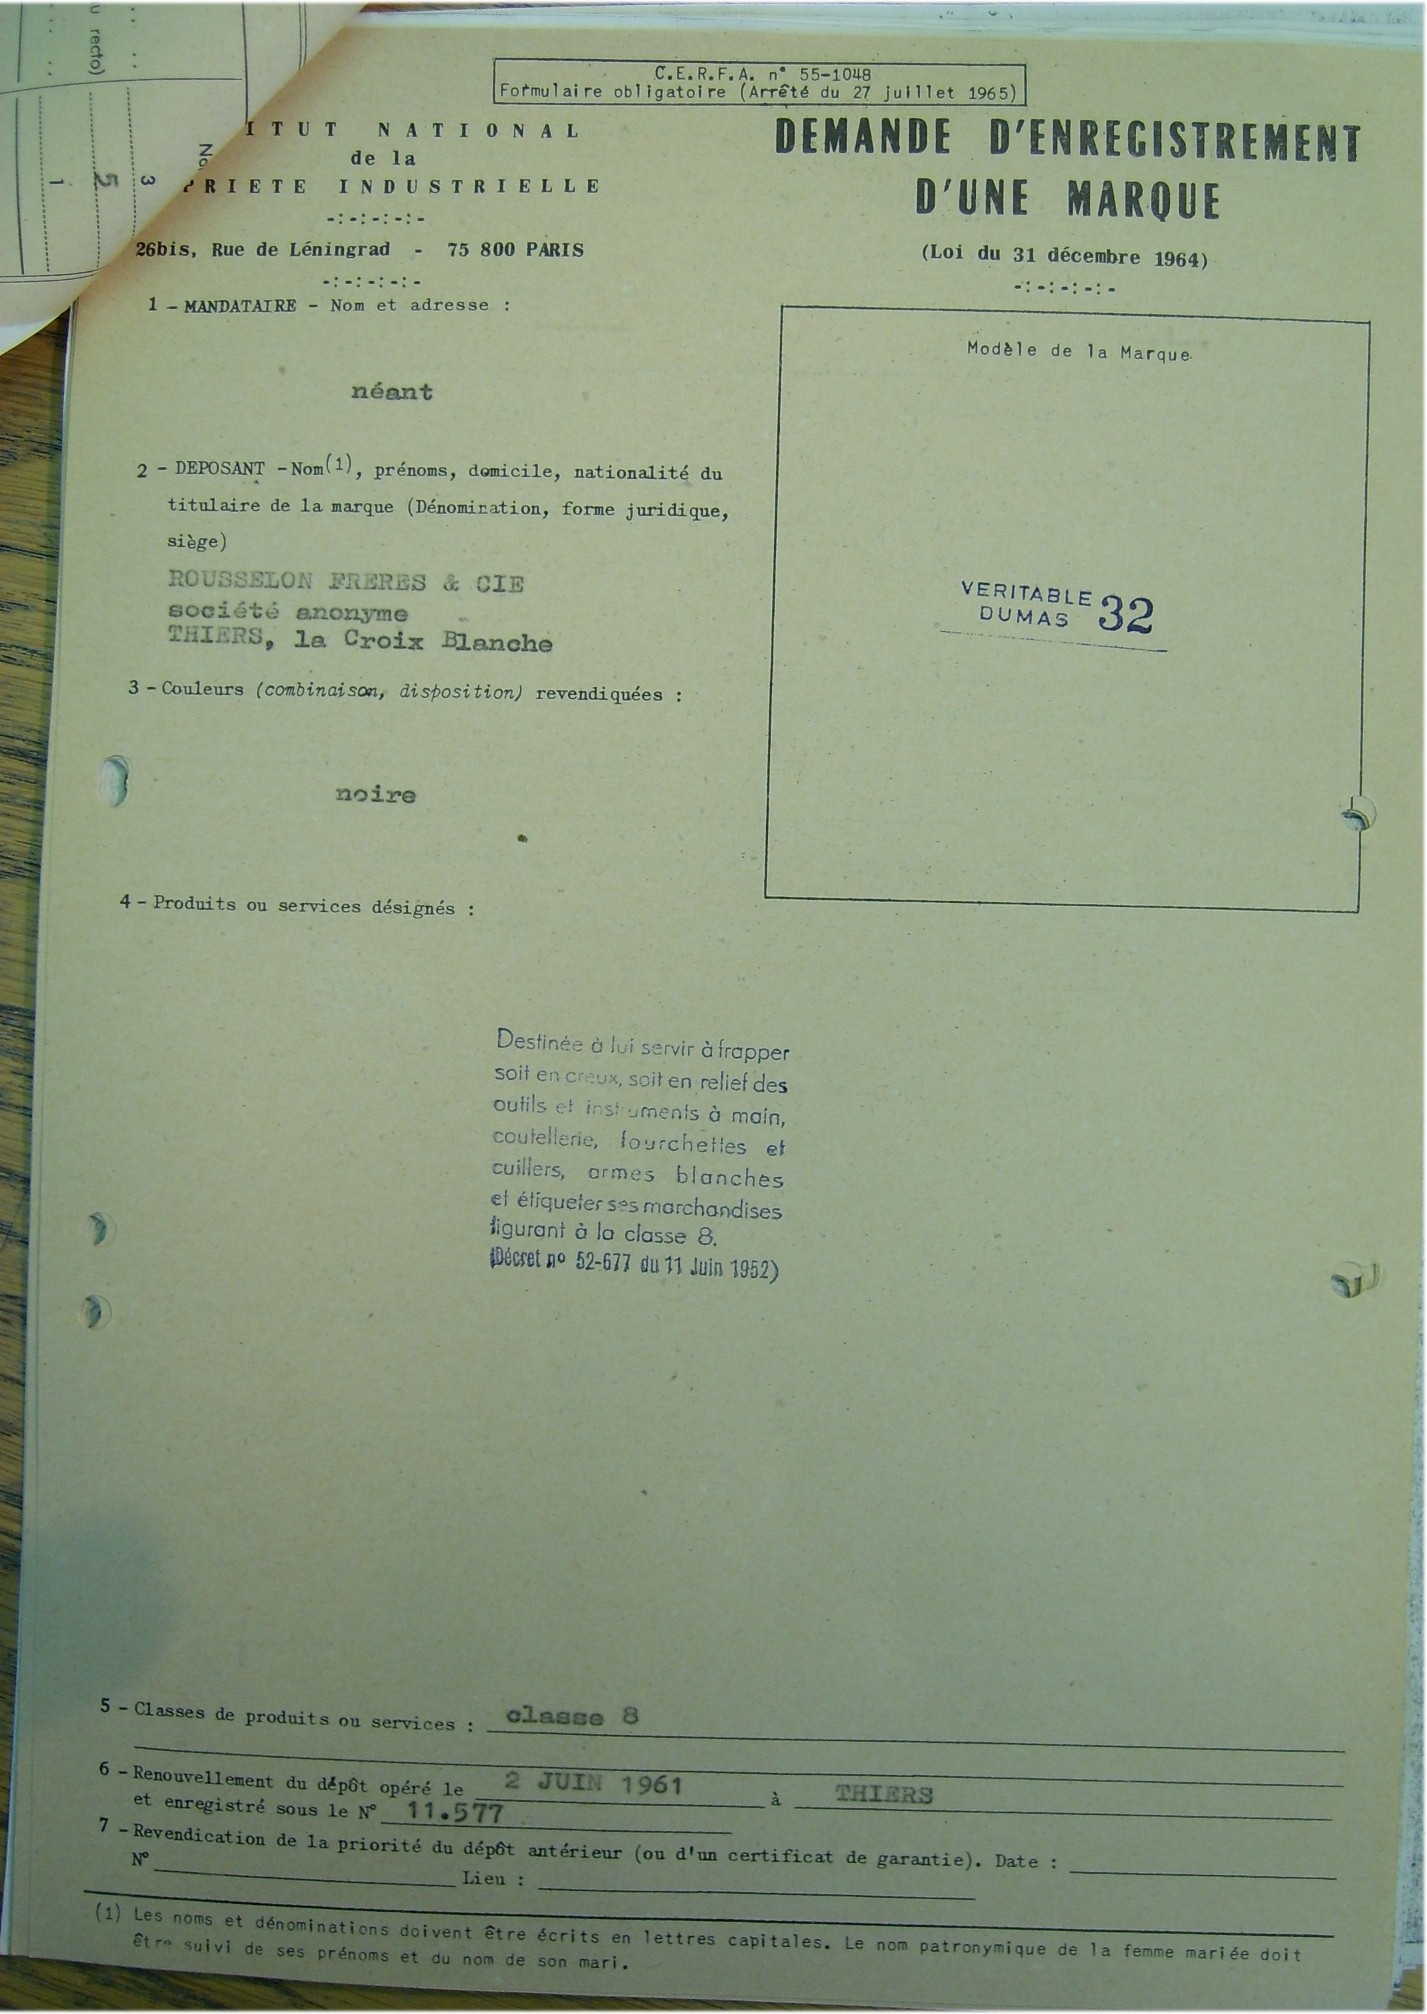 u recto)
No
3
5
1
C.E.R.F.A. n° 55-1048
Formulaire obligatoire (Arrêté du 27 juillet 1965)
ITUT NATIONAL
de la
PRIETE INDUSTRIELLE
-:-:-:-:-
26bis, Rue de Léningrad - 75 800 PARIS
-:-:-:-:-
DEMANDE D'ENREGISTREMENT
D'UNE MARQUE
(Loi du 31 décembre 1964)
-:-:-:-:-
1 - MANDATAIRE - Nom et adresse :
néant
2 - DEPOSANT - Nom(1), prénoms, domicile, nationalité du
titulaire de la marque (Dénomination, forme juridique,
siège)
ROUSSELON FRERES & CIE
société anonyme
THIERS, la Croix Blanche
3 - Couleurs (combinaison, disposition) revendiquées :
noire
Modèle de la Marque
VERITABLE
DUMAS 32
4 - Produits ou services désignés :
Destinée à lui servir à frapper
soit en creux, soit en relief des
outils et instruments à main,
coutellerie, fourchettes et
cuillers, armes blanches
et étiqueter ses marchandises
figurant à la classe 8.
(Décret nº 52-677 du 11 Juin 1952)
5 - Classes de produits ou services : classe 8
6 - Renouvellement du dépôt opéré le 2 JUIN 1961 à THIERS
et enregistré sous le N° 11.577
7 - Revendication de la priorité du dépôt antérieur (ou d'un certificat de garantie). Date :
N° Lieu :
(1) Les noms et dénominations doivent être écrits en lettres capitales. Le nom patronymique de la femme mariée doit
être suivi de ses prénoms et du nom de son mari.